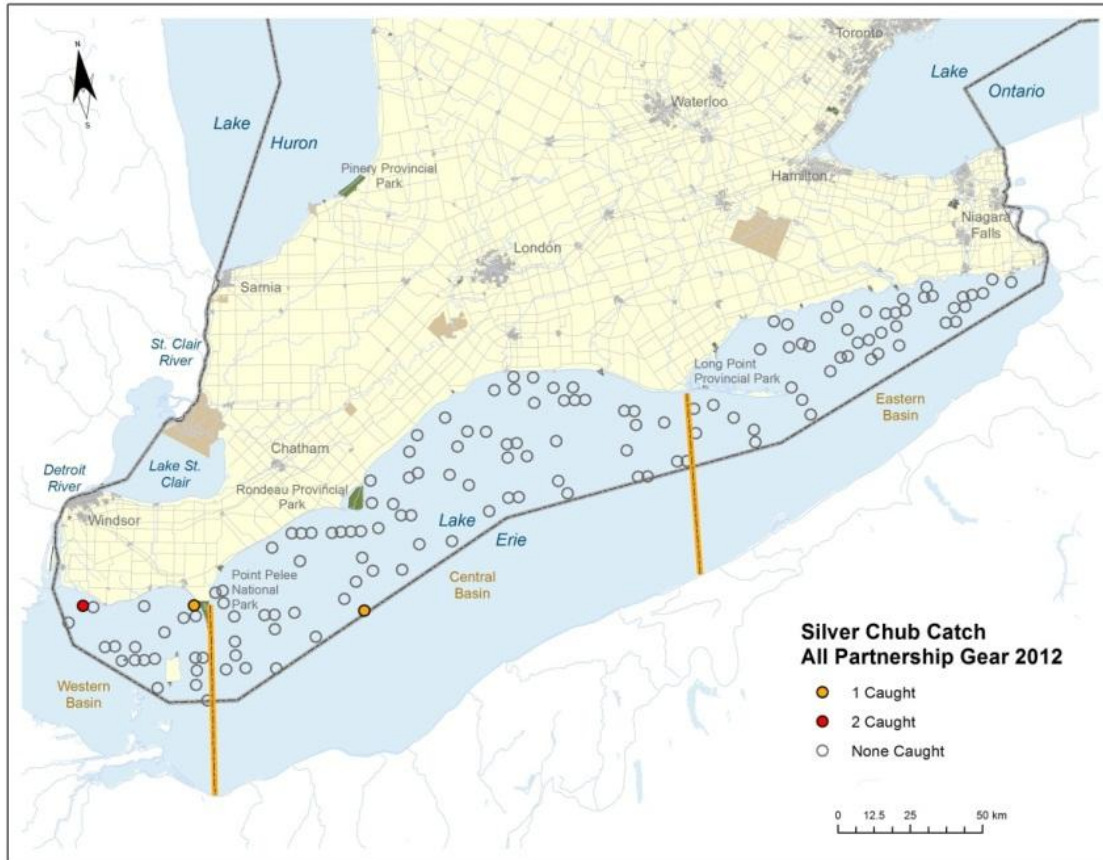 N
S
Toronto
Lake
Ontario
Waterloo
Lake
Huron
Pinery Provincial
Park
Hamilton
Niagara
Falls
London
Sarnia
St. Clair
River
Long Point
Provincial Park
Eastern
Basin
Chatham
Detroit
River
Lake St.
Clair
Rondeau Provincial
Park
Windsor
Lake
Erie
Central
Basin
Point Pelee
National
Park
Western
Basin
Silver Chub Catch
All Partnership Gear 2012
1 Caught
2 Caught
None Caught
0 12.5 25 50 km